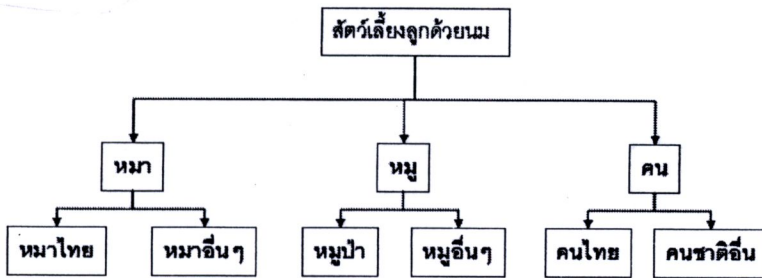 สัตว์เลี้ยงลูกด้วยนม
หมา
หมู
คน
หมาไทย
หมาอื่นๆ
หมูป่า
หมูอื่นๆ
คนไทย
คนชาติอื่น